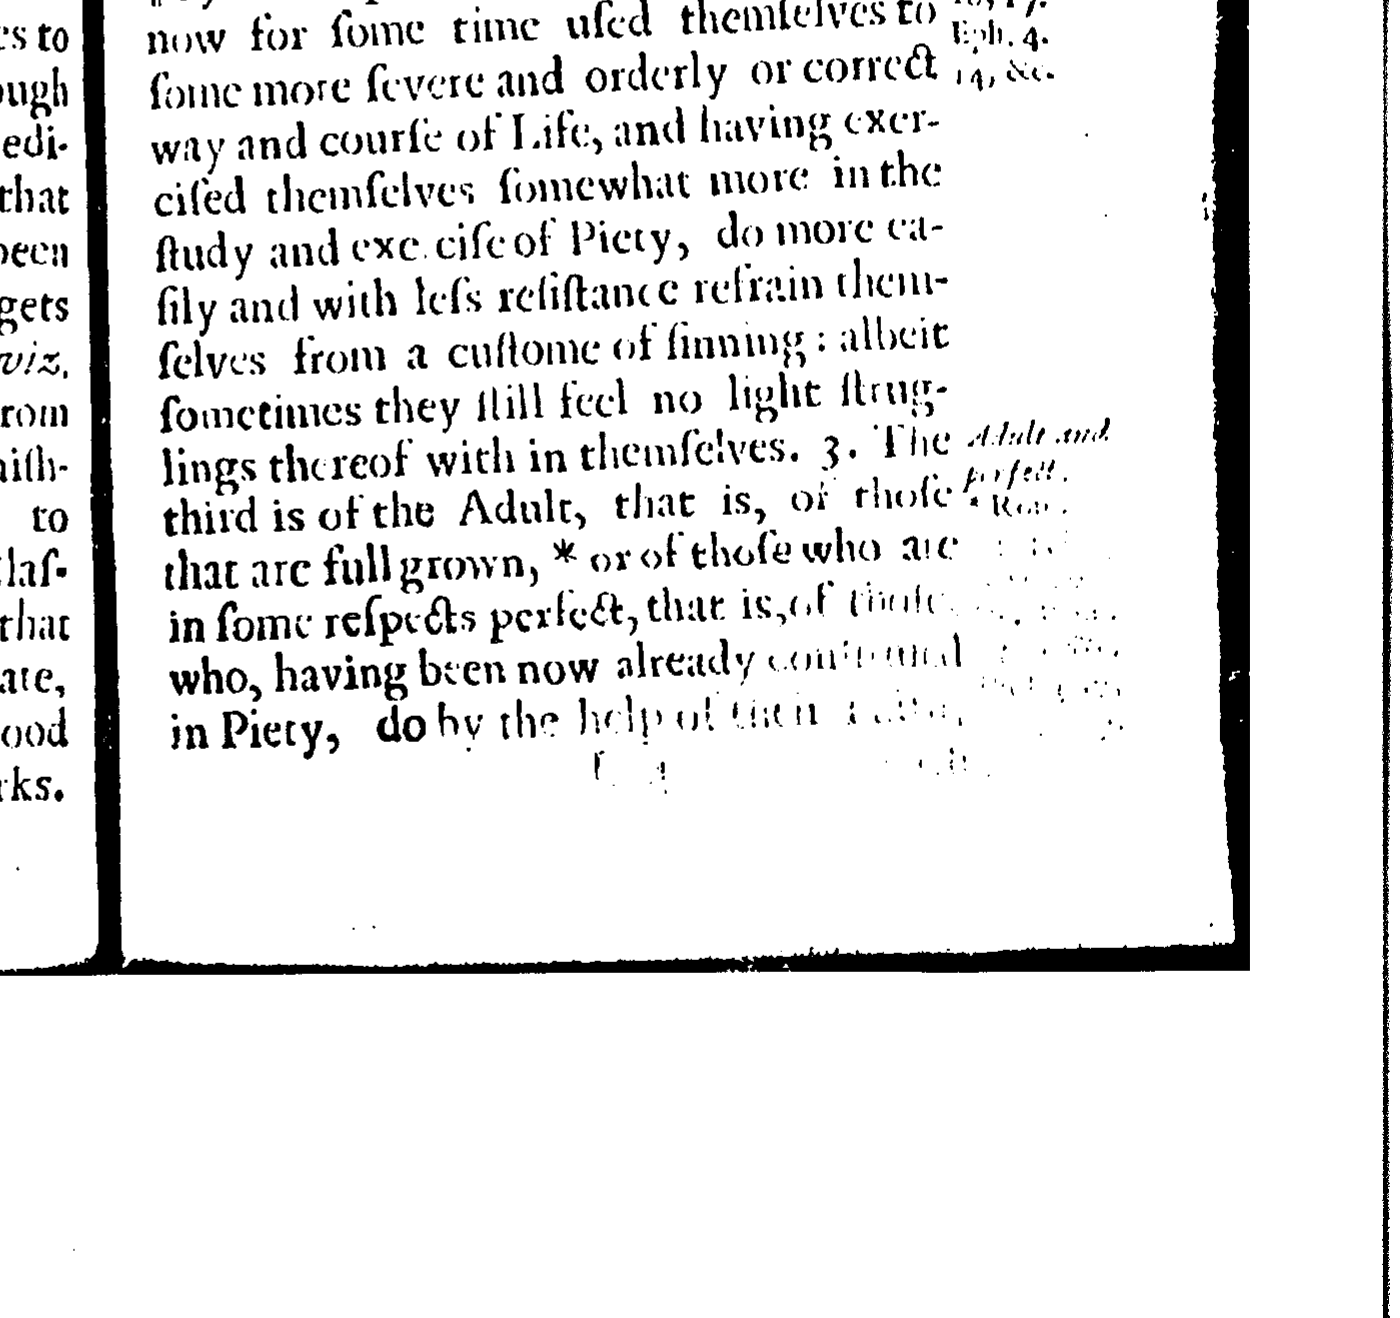 es to
ough
edi-
that
been
gets
viz,
rom
aiſh-
to
Claſ-
that
ate,
ood
rks.
now for ſome time uſed themſelves to
ſome more ſevere and orderly or correct
way and courſe of Life, and having exer-
ciſed themſelves ſomewhat more in the
ſtudy and exe.ciſe of Piety, do more ea-
ſily and with leſs reſiſtance refrain them-
ſelves from a cuſtome of ſinning : albeit
ſometimes they ſtill feel no light ſtrug-
lings thereof with in themſelves. 3. The
third is of the Adult, that is, of thoſe
that are full grown, * or of thoſe who are
in ſome reſpects perfect, that is, of thoſe
who, having been now already
in Piety, do by the help of
Eph. 4.
14, &c.
Adult and
perfect.
* Rom.